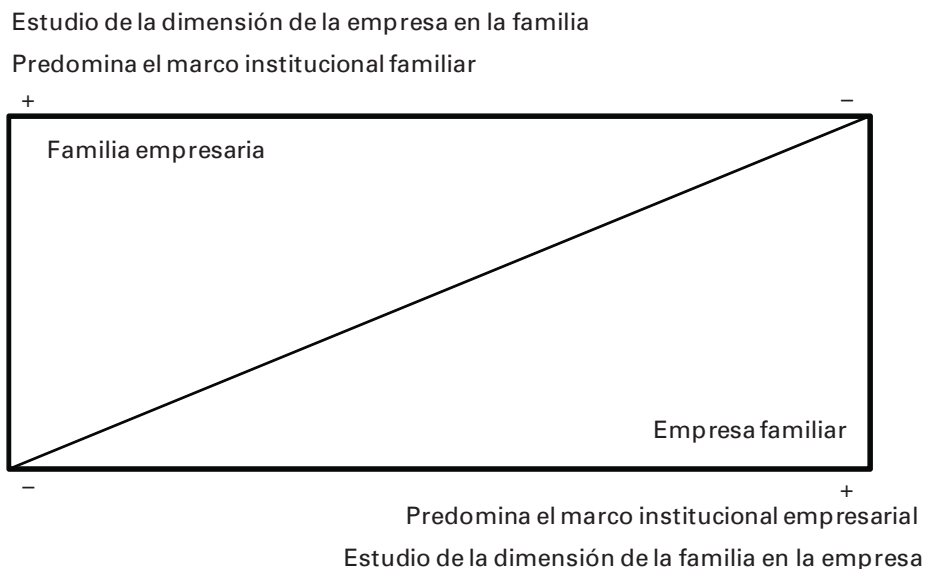 Estudio de la dimensión de la empresa en la familia
Predomina el marco institucional familiar
+ –
Familia empresaria
Empresa familiar
– +
Predomina el marco institucional empresarial
Estudio de la dimensión de la familia en la empresa